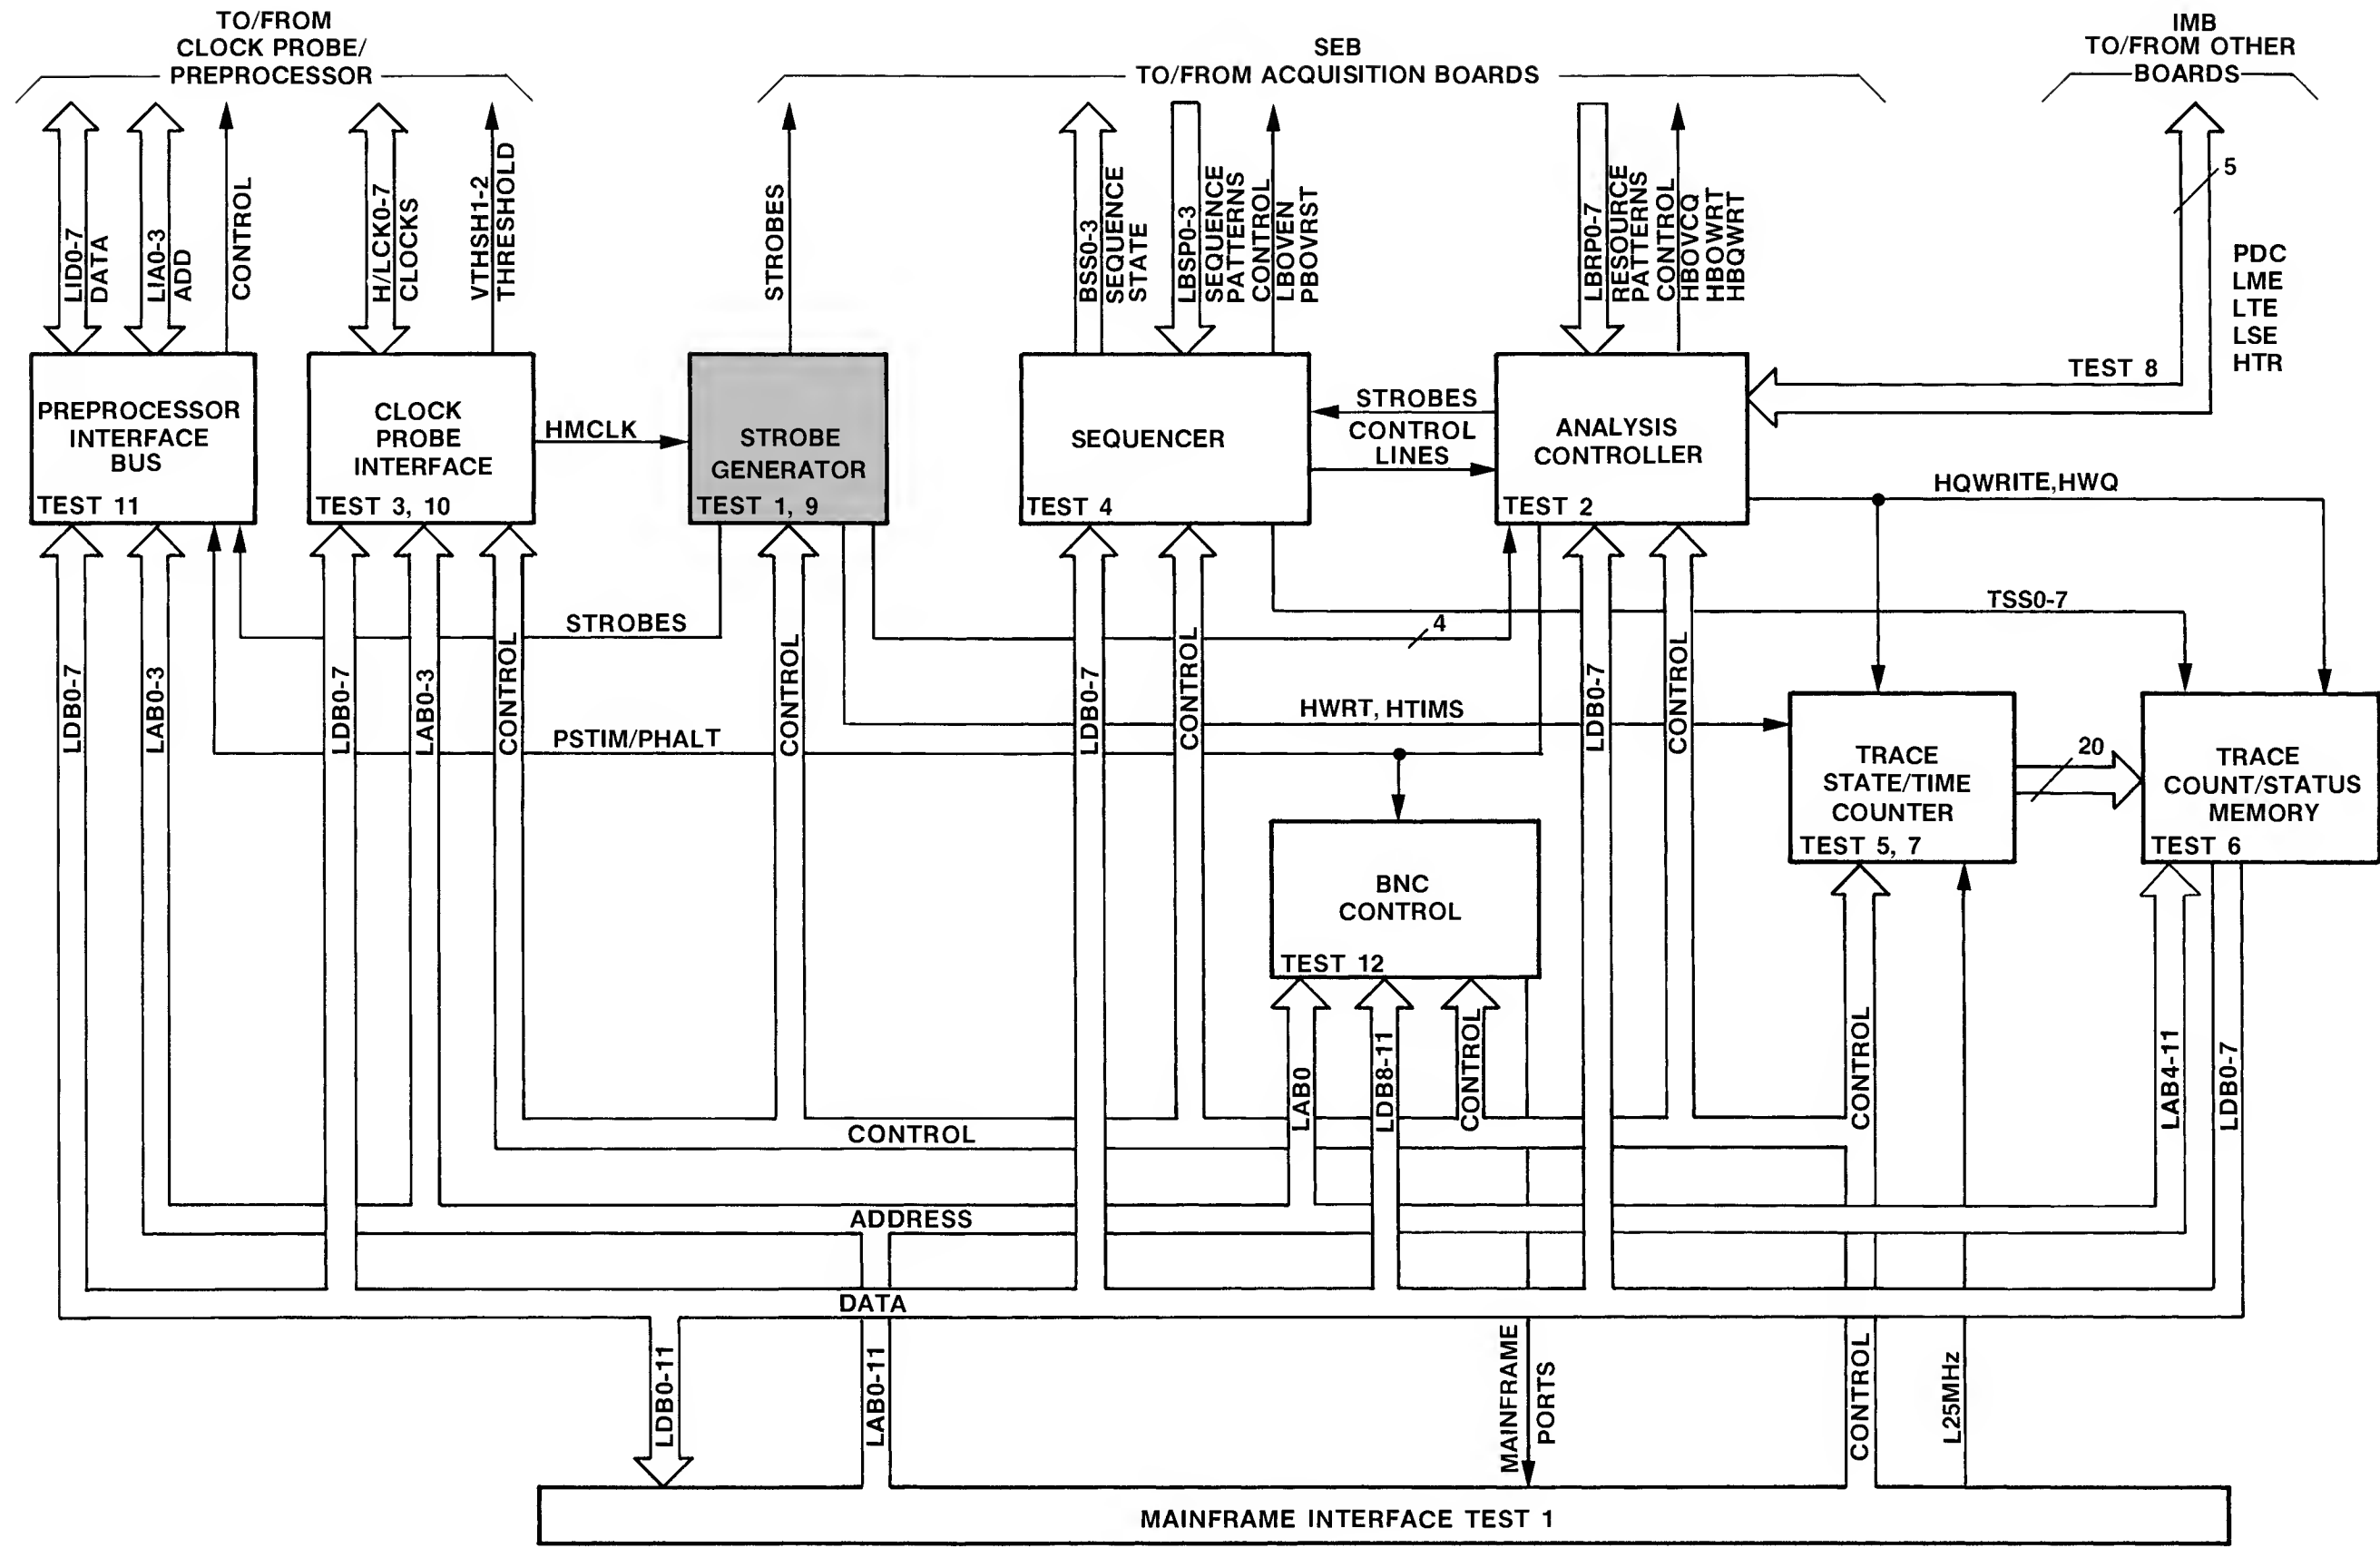 TO/FROM
CLOCK PROBE/
PREPROCESSOR
SEB
TO/FROM ACQUISITION BOARDS
IMB
TO/FROM OTHER
BOARDS
LID0-7
DATA
LIA0-3
ADD
CONTROL
H/LCK0-7
CLOCKS
VTHSH1-2
THRESHOLD
STROBES
BSS0-3
SEQUENCE
STATE
LBSP0-3
SEQUENCE
PATTERNS
CONTROL
LBOVEN
PBOVRST
LBRP0-7
RESOURCE
PATTERNS
CONTROL
HBOVCQ
HBOWRT
HBQWRT
5
PDC
LME
LTE
LSE
HTR
TEST 8
PREPROCESSOR
INTERFACE
BUS
TEST 11
CLOCK
PROBE
INTERFACE
TEST 3, 10
HMCLK
STROBE
GENERATOR
TEST 1, 9
SEQUENCER
TEST 4
STROBES
CONTROL
LINES
ANALYSIS
CONTROLLER
TEST 2
HQWRITE,HWQ
TSS0-7
STROBES
4
LDB0-7
LAB0-3
LDB0-7
LAB0-3
CONTROL
CONTROL
LDB0-7
CONTROL
LDB0-7
CONTROL
HWRT, HTIMS
PSTIM/PHALT
TRACE
STATE/TIME
COUNTER
TEST 5, 7
20
TRACE
COUNT/STATUS
MEMORY
TEST 6
BNC
CONTROL
TEST 12
LAB0
LDB8-11
CONTROL
CONTROL
LAB4-11
LDB0-7
CONTROL
ADDRESS
DATA
LDB0-11
LAB0-11
MAINFRAME
PORTS
CONTROL
L25MHz
MAINFRAME INTERFACE TEST 1